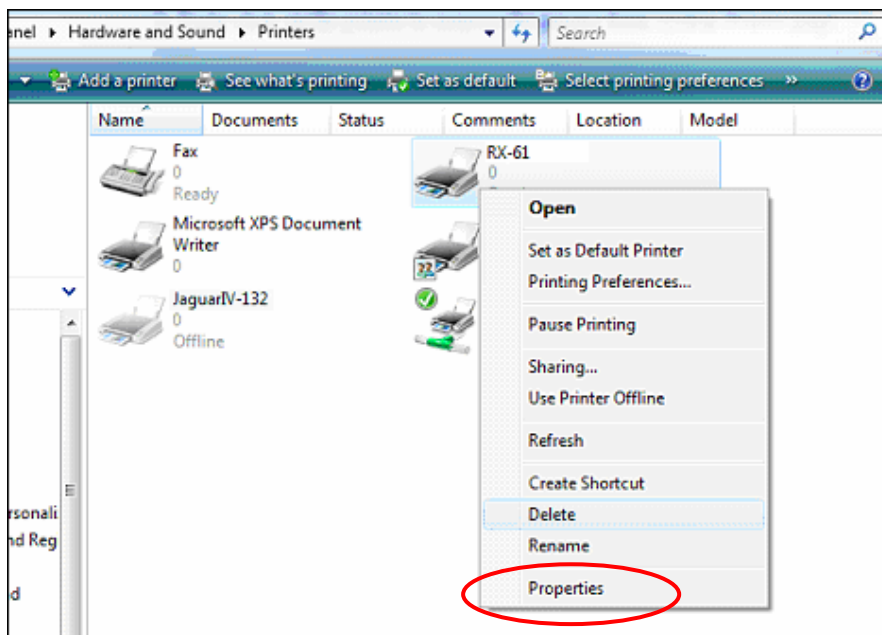 anel ▸ Hardware and Sound ▸ Printers
Search
Add a printer See what's printing Set as default Select printing preferences »
Name Documents Status Comments Location Model
Fax
0
Ready
RX-61
0
Microsoft XPS Document
Writer
0
JaguarIV-132
0
Offline
Open
Set as Default Printer
Printing Preferences...
Pause Printing
Sharing...
Use Printer Offline
Refresh
Create Shortcut
Delete
Rename
Properties
rsonali
nd Reg
d